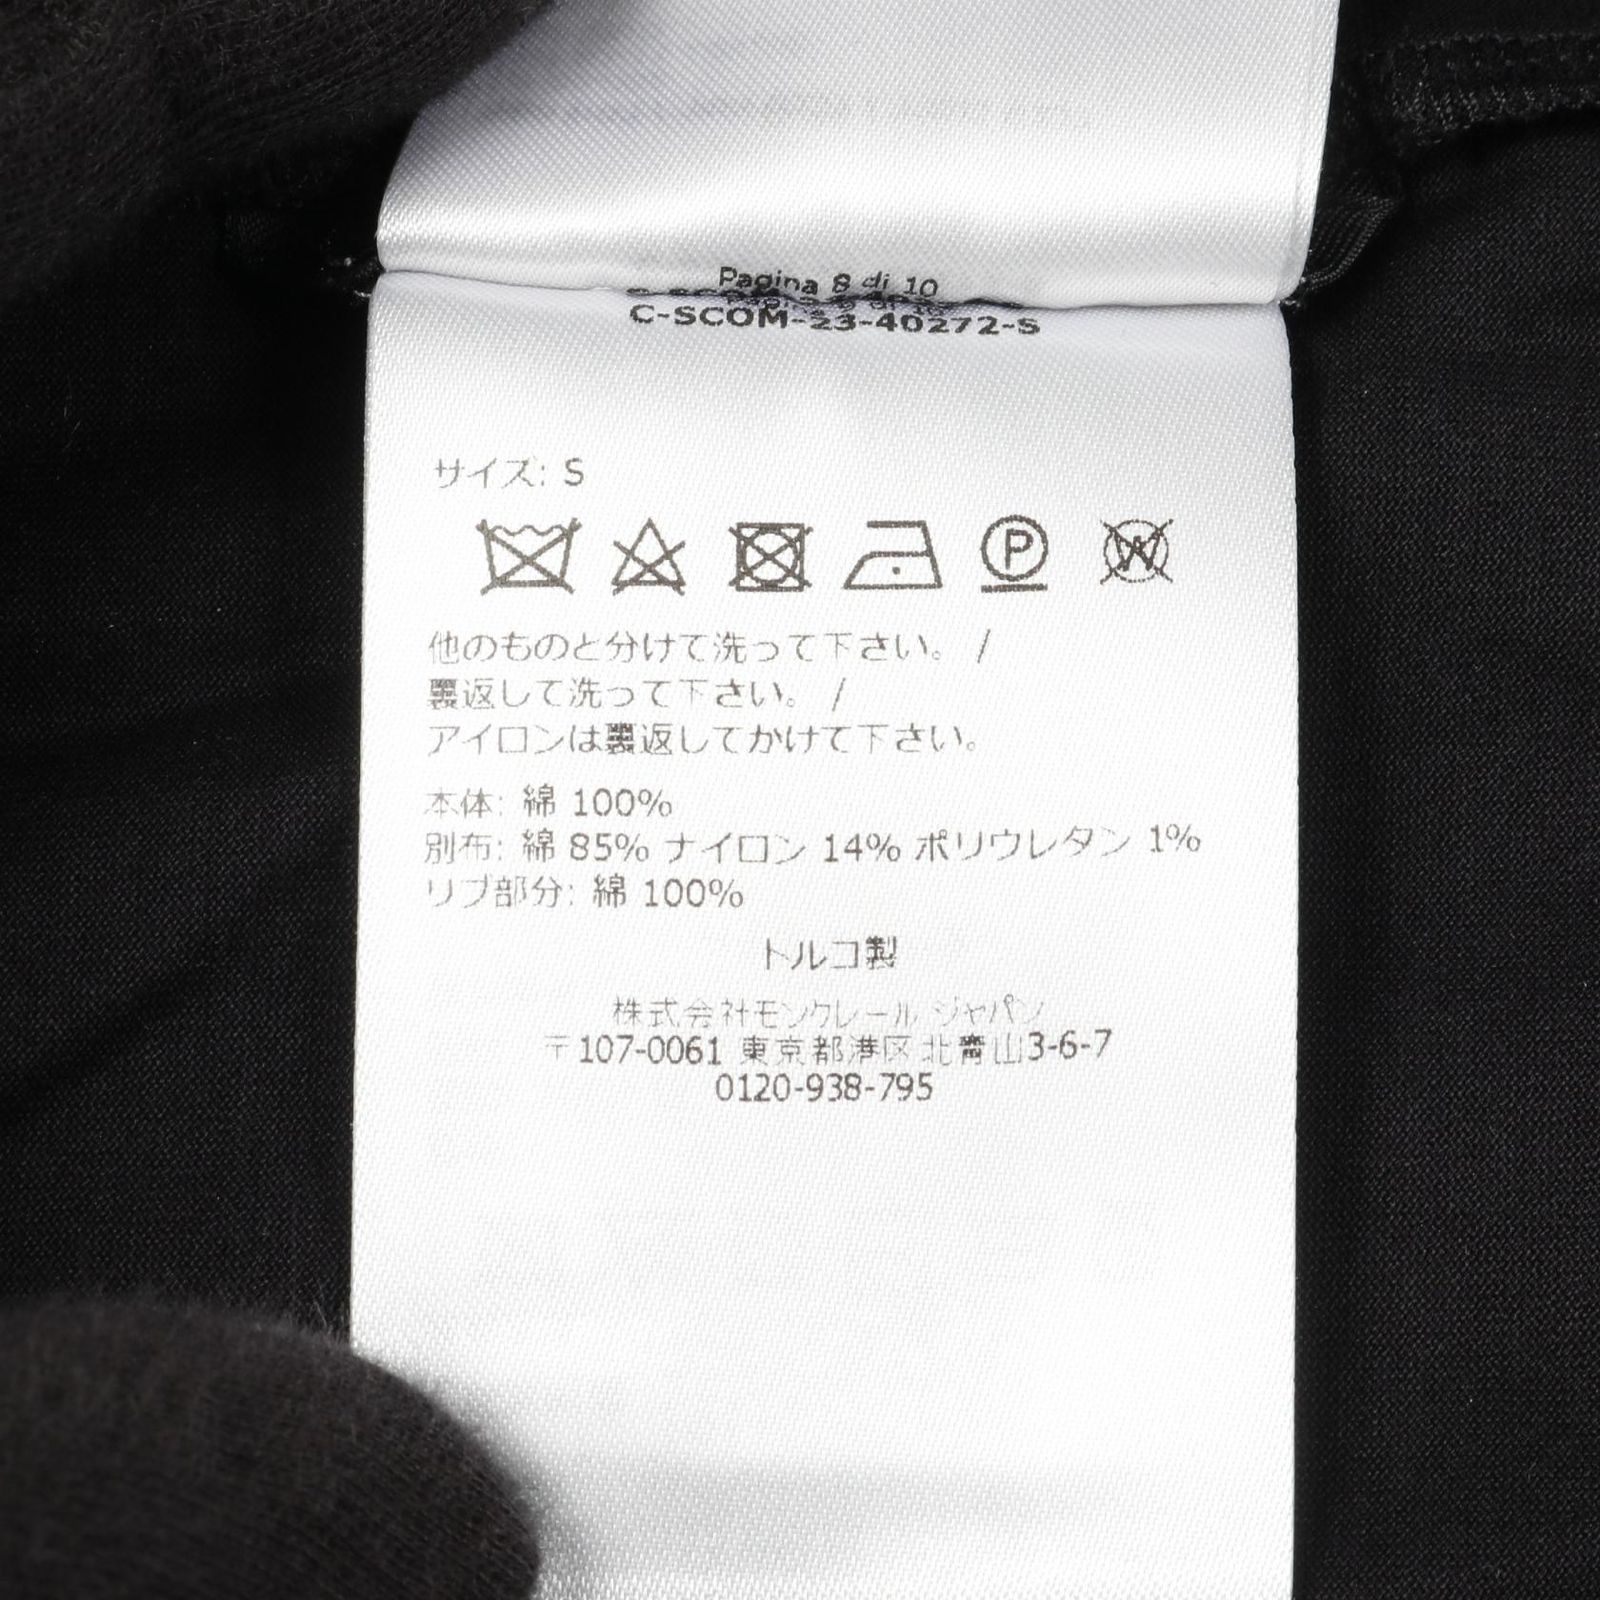 Pagina 8 di 10
C-SCOM-23-40272-S
サイズ: S
P
W
他のものと分けて洗って下さい。 /
裏返して洗って下さい。 /
アイロンは裏返してかけて下さい。
本体: 綿 100%
別布: 綿 85% ナイロン 14% ポリウレタン 1%
リブ部分: 綿 100%
トルコ製
株式会社モンクレール ジャパン
〒107-0061 東京都港区北青山3-6-7
0120-938-795